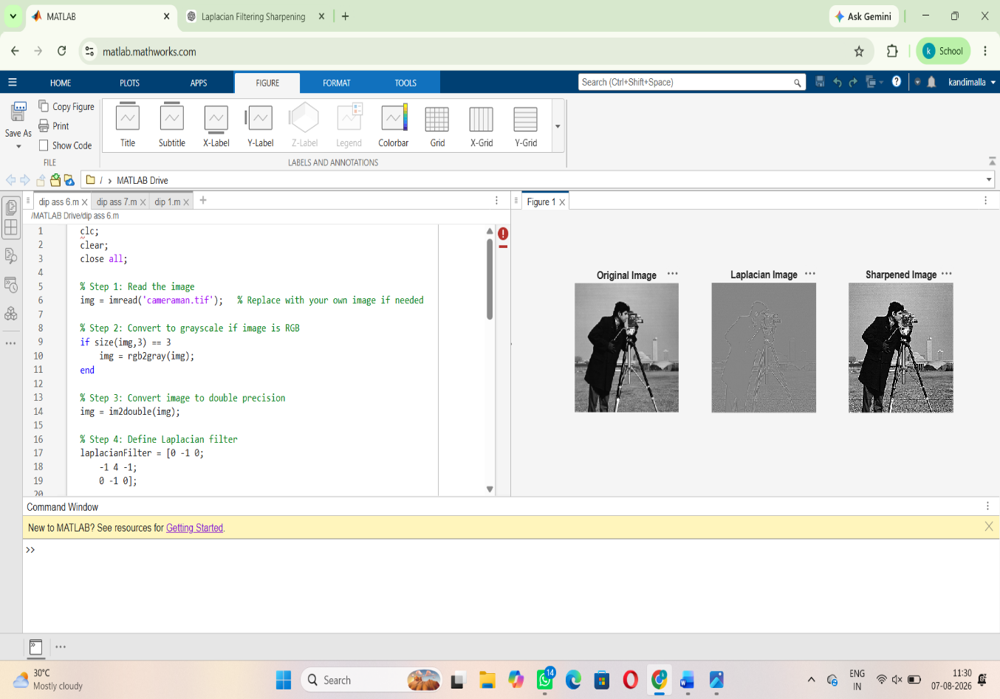 MATLAB
Laplacian Filtering Sharpening
Ask Gemini
matlab.mathworks.com
k School
HOME PLOTS APPS FIGURE FORMAT TOOLS
Search (Ctrl+Shift+Space)
kandimalla
Save As
Copy Figure
Print
Show Code
FILE
Title Subtitle X-Label Y-Label Z-Label Legend Colorbar Grid X-Grid Y-Grid
LABELS AND ANNOTATIONS
/ › MATLAB Drive
dip ass 6.m dip ass 7.m dip 1.m
/MATLAB Drive/dip ass 6.m
1 clc;
2 clear;
3 close all;
4
5 % Step 1: Read the image
6 img = imread('cameraman.tif'); % Replace with your own image if needed
7
8 % Step 2: Convert to grayscale if image is RGB
9 if size(img,3) == 3
10 img = rgb2gray(img);
11 end
12
13 % Step 3: Convert image to double precision
14 img = im2double(img);
15
16 % Step 4: Define Laplacian filter
17 laplacianFilter = [0 -1 0;
18 -1 4 -1;
19 0 -1 0];
20
Figure 1
Original Image
Laplacian Image
Sharpened Image
Command Window
New to MATLAB? See resources for Getting Started.
>>
30°C
Mostly cloudy
Search
14
ENG
IN
11:30
07-08-2026